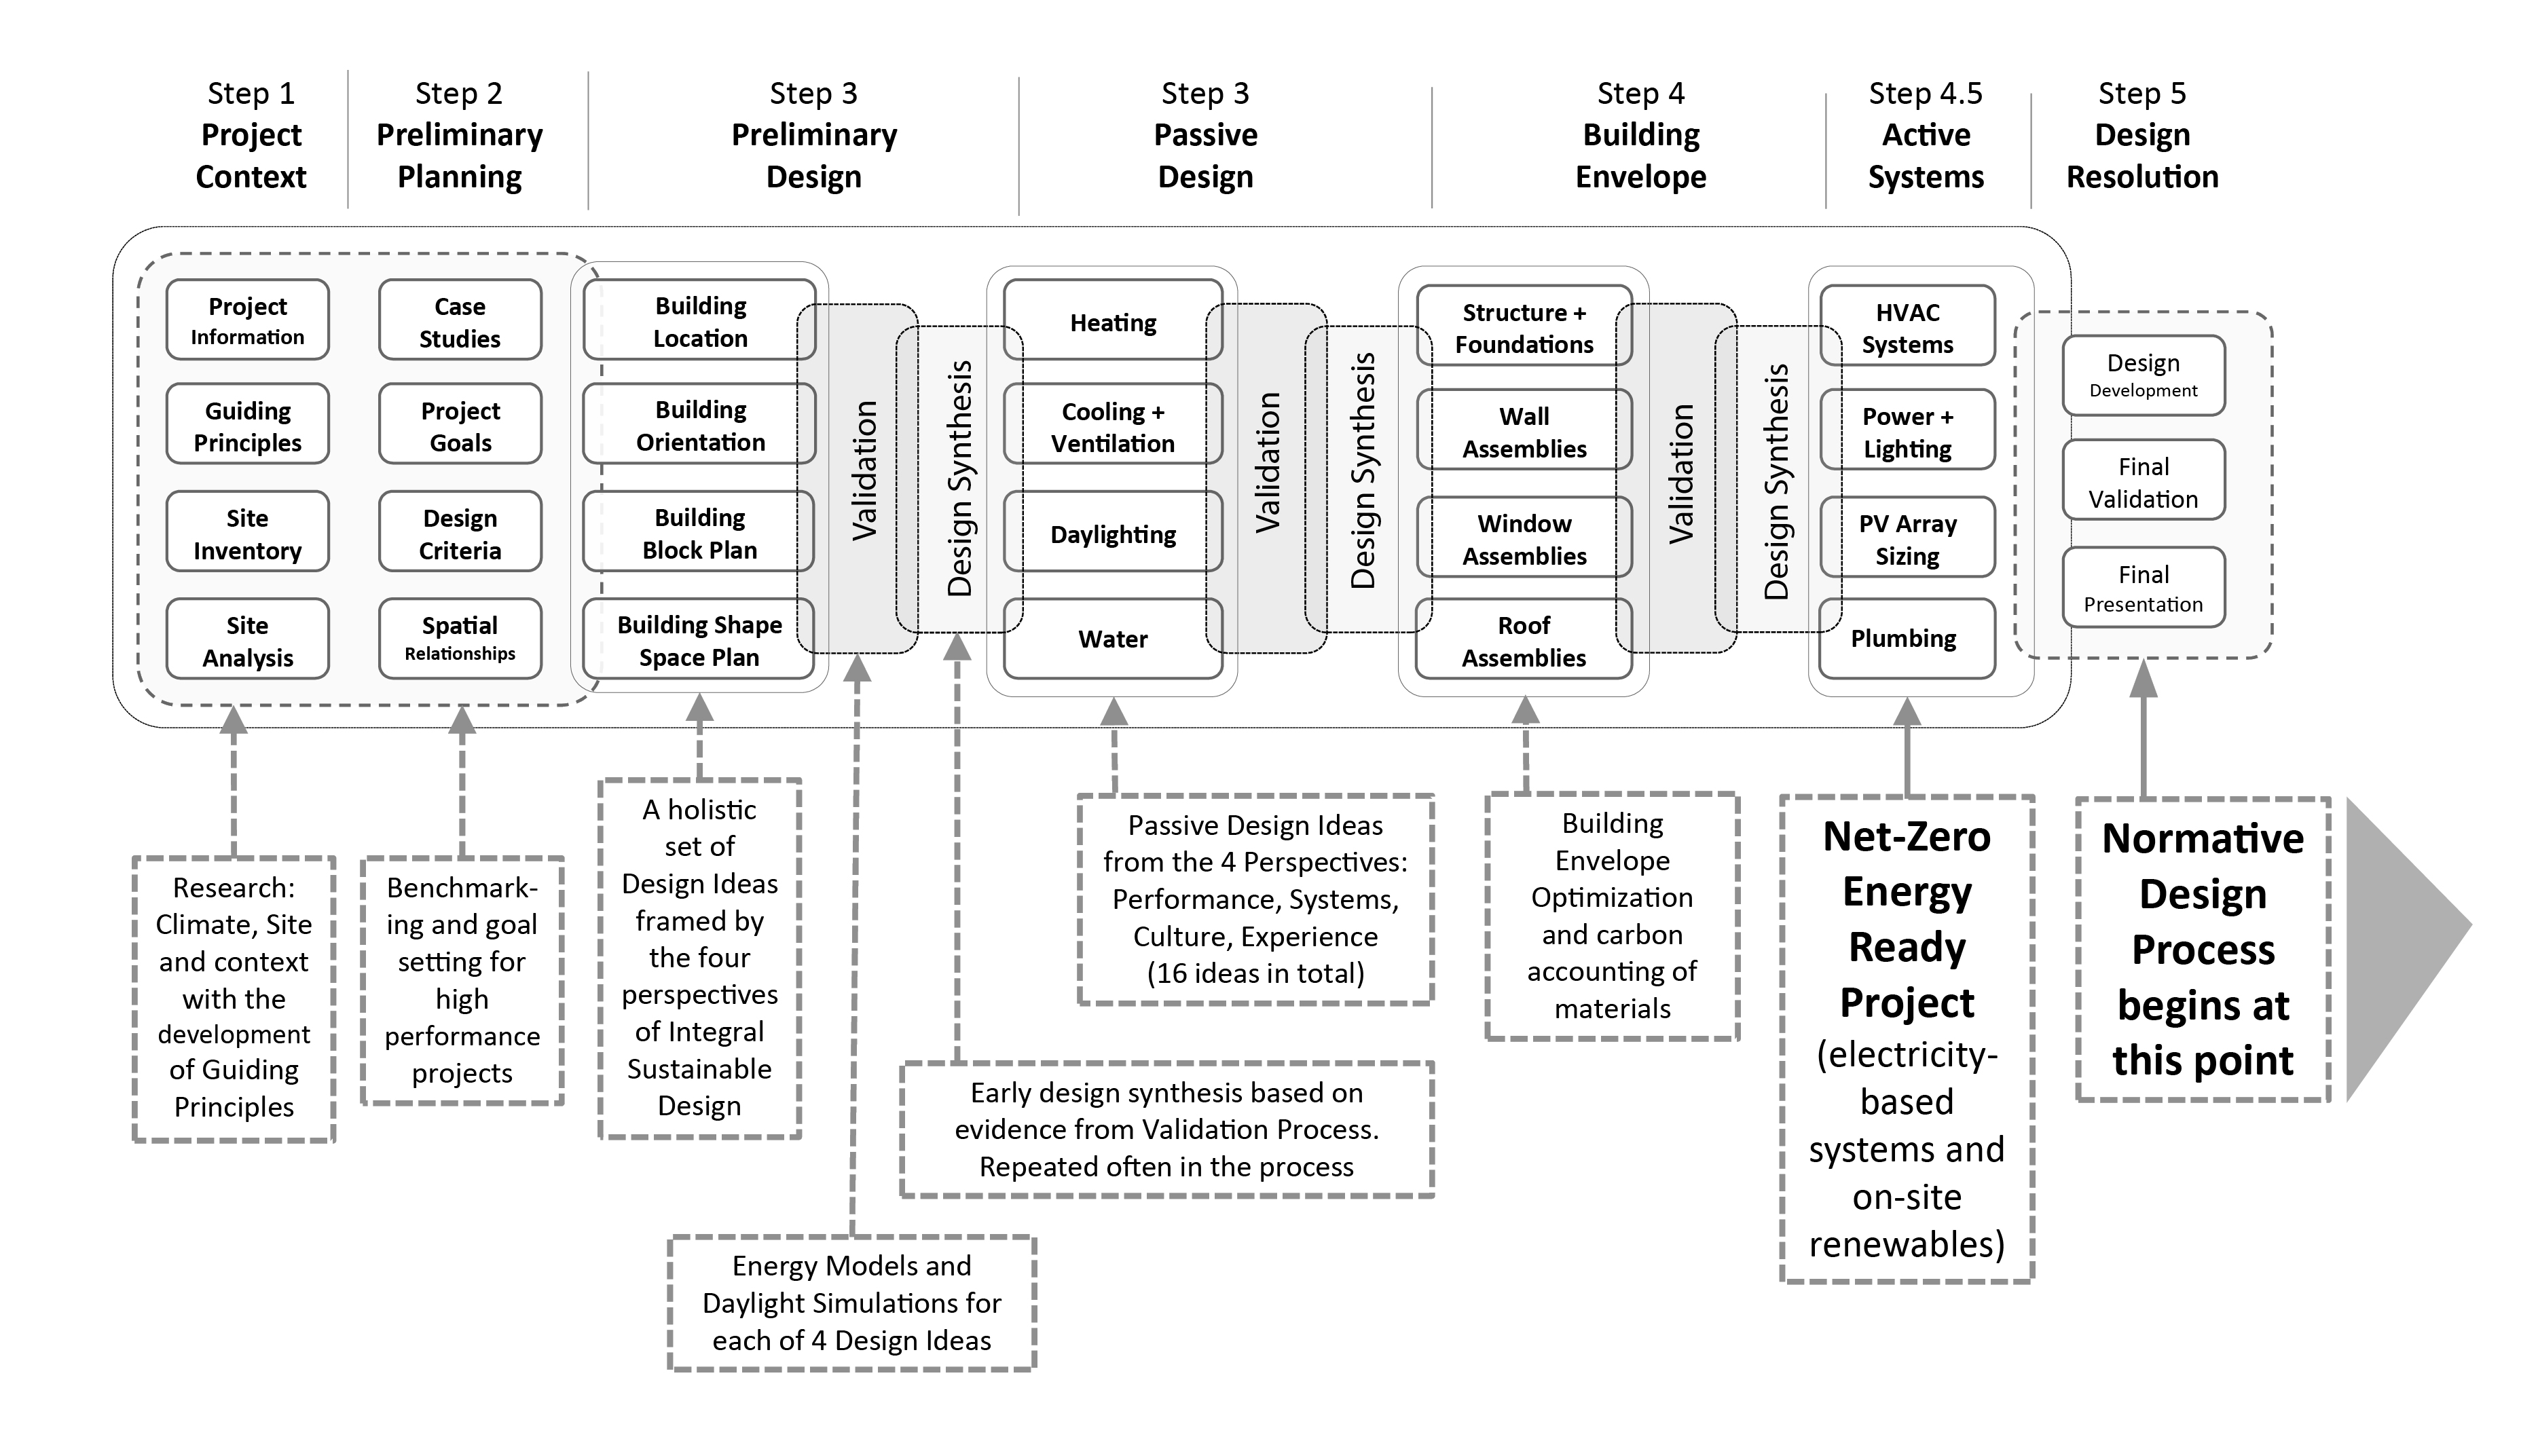 Step 1
Project
Context
Step 2
Preliminary
Planning
Step 3
Preliminary
Design
Step 3
Passive
Design
Step 4
Building
Envelope
Step 4.5
Active
Systems
Step 5
Design
Resolution
Project
Information
Guiding
Principles
Site
Inventory
Site
Analysis
Case
Studies
Project
Goals
Design
Criteria
Spatial
Relationships
Building
Location
Building
Orientation
Building
Block Plan
Building Shape
Space Plan
Validation
Design Synthesis
Heating
Cooling +
Ventilation
Daylighting
Water
Validation
Design Synthesis
Structure +
Foundations
Wall
Assemblies
Window
Assemblies
Roof
Assemblies
Validation
Design Synthesis
HVAC
Systems
Power +
Lighting
PV Array
Sizing
Plumbing
Design
Development
Final
Validation
Final
Presentation
Research:
Climate, Site
and context
with the
development
of Guiding
Principles
Benchmark-
ing and goal
setting for
high
performance
projects
A holistic
set of
Design Ideas
framed by
the four
perspectives
of Integral
Sustainable
Design
Energy Models and
Daylight Simulations for
each of 4 Design Ideas
Early design synthesis based on
evidence from Validation Process.
Repeated often in the process
Passive Design Ideas
from the 4 Perspectives:
Performance, Systems,
Culture, Experience
(16 ideas in total)
Building
Envelope
Optimization
and carbon
accounting of
materials
Net-Zero
Energy
Ready
Project
(electricity-
based
systems and
on-site
renewables)
Normative
Design
Process
begins at
this point